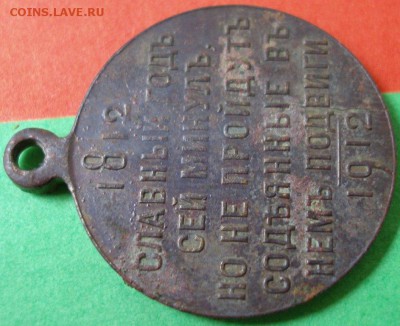 COINS.LAVE.RU
1812
СЛАВНЫЙ ГОДЪ
СЕЙ МИНУЛЪ,
НО НЕ ПРОЙДУТЪ
СОДѢЯННЫЕ ВЪ
НЕМЪ ПОДВИГИ
1912